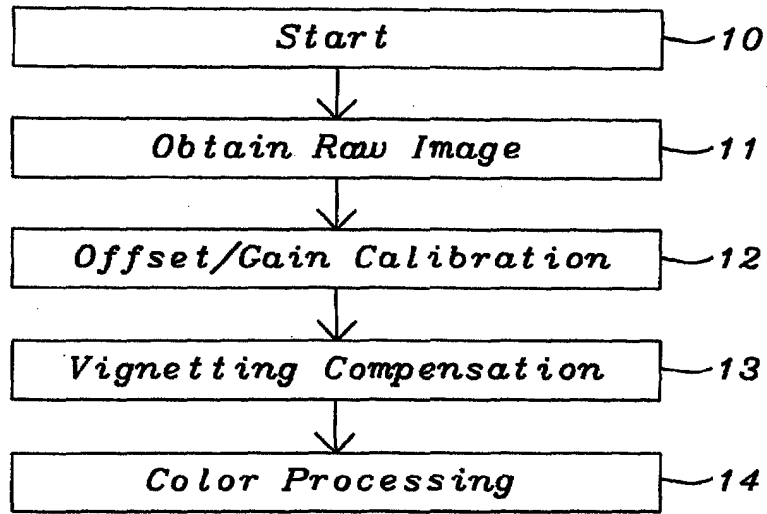 Start 10
Obtain Raw Image 11
Offset/Gain Calibration 12
Vignetting Compensation 13
Color Processing 14